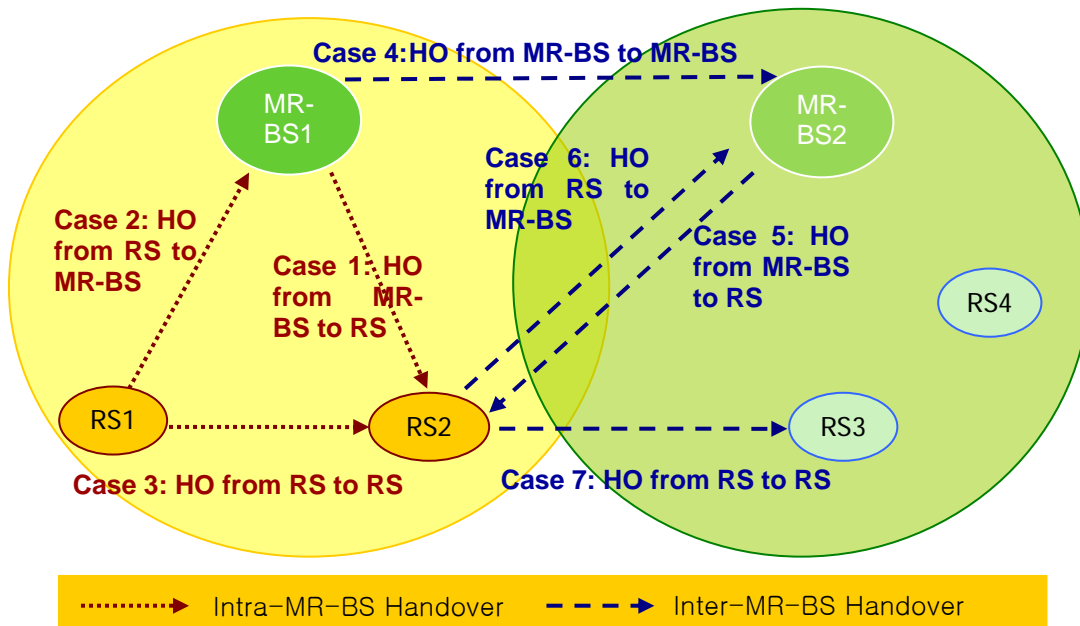 Case 4:HO from MR-BS to MR-BS
MR-
BS1
MR-
BS2
Case 6: HO
from RS to
MR-BS
Case 2: HO
from RS to
MR-BS
Case 1: HO
from MR-
BS to RS
Case 5: HO
from MR-BS
to RS
RS4
RS1
RS2
RS3
Case 3: HO from RS to RS
Case 7: HO from RS to RS
Intra-MR-BS Handover
Inter-MR-BS Handover